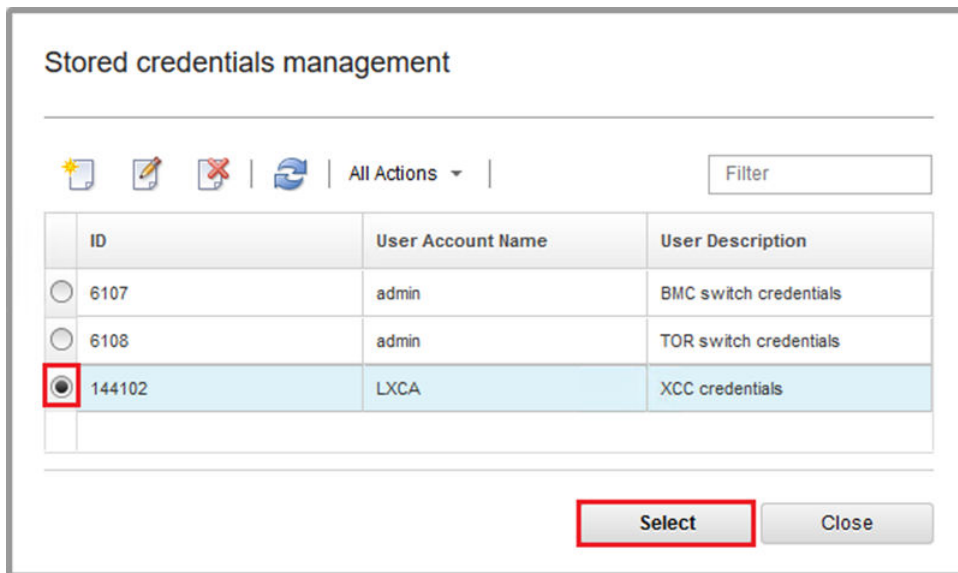 Stored credentials management
All Actions
Filter
ID User Account Name User Description
6107 admin BMC switch credentials
6108 admin TOR switch credentials
144102 LXCA XCC credentials
Select Close